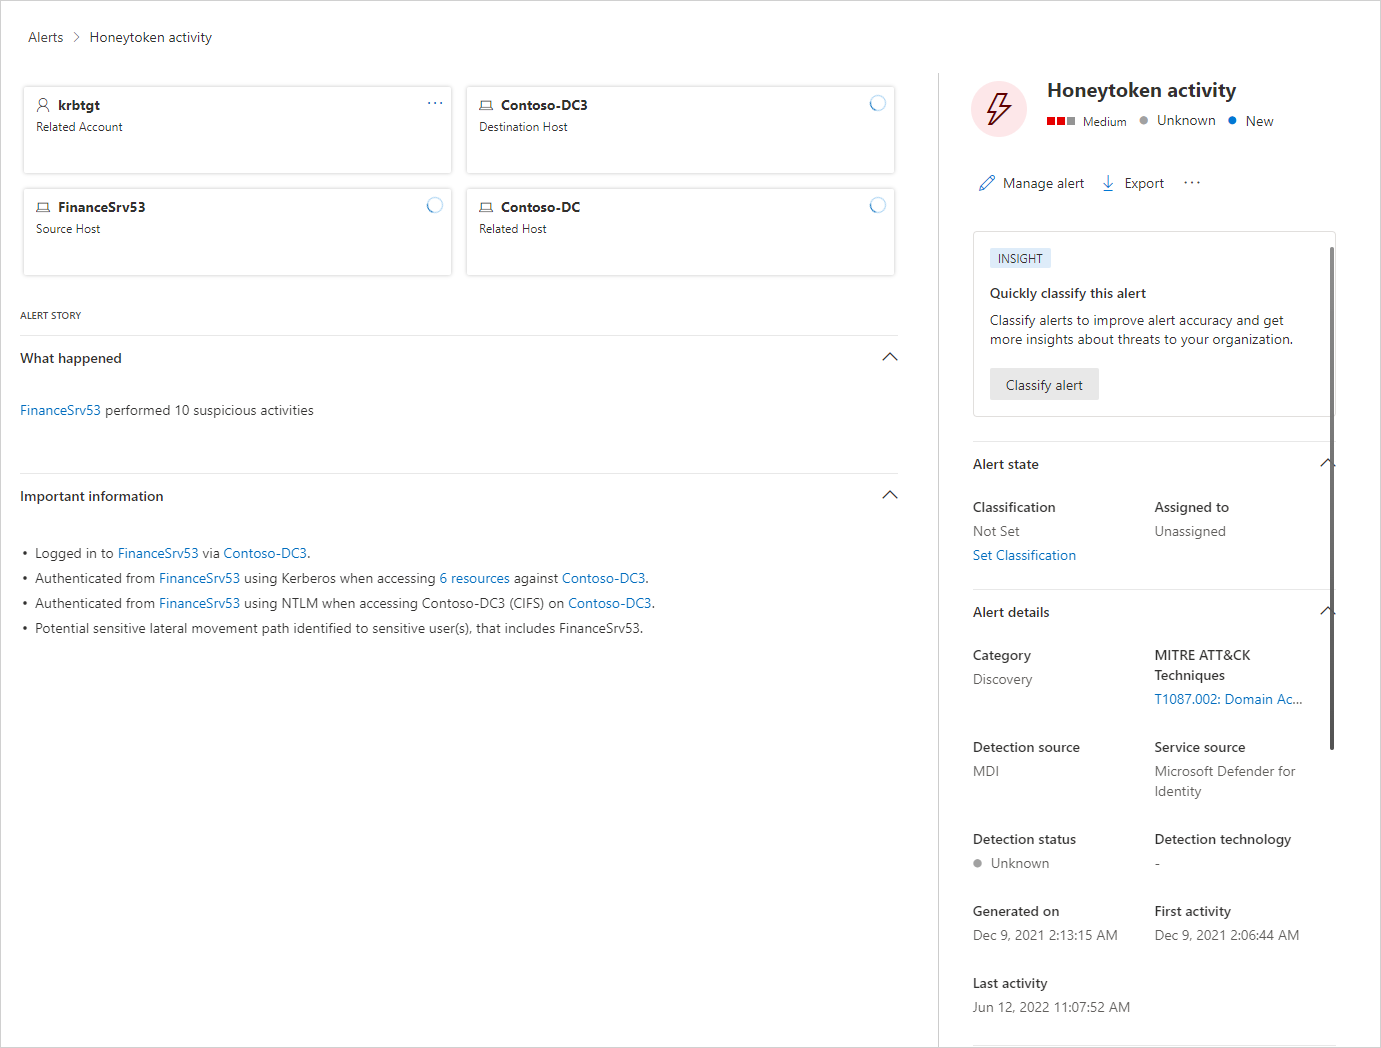 Alerts > Honeytoken activity
krbtgt
Related Account
Contoso-DC3
Destination Host
FinanceSrv53
Source Host
Contoso-DC
Related Host
ALERT STORY
What happened
FinanceSrv53 performed 10 suspicious activities
Important information
• Logged in to FinanceSrv53 via Contoso-DC3.
• Authenticated from FinanceSrv53 using Kerberos when accessing 6 resources against Contoso-DC3.
• Authenticated from FinanceSrv53 using NTLM when accessing Contoso-DC3 (CIFS) on Contoso-DC3.
• Potential sensitive lateral movement path identified to sensitive user(s), that includes FinanceSrv53.
Honeytoken activity
Medium Unknown New
Manage alert Export ...
INSIGHT
Quickly classify this alert
Classify alerts to improve alert accuracy and get
more insights about threats to your organization.
Classify alert
Alert state
Classification
Not Set
Set Classification
Assigned to
Unassigned
Alert details
Category
Discovery
MITRE ATT&CK
Techniques
T1087.002: Domain Ac...
Detection source
MDI
Service source
Microsoft Defender for
Identity
Detection status
Unknown
Detection technology
-
Generated on
Dec 9, 2021 2:13:15 AM
First activity
Dec 9, 2021 2:06:44 AM
Last activity
Jun 12, 2022 11:07:52 AM